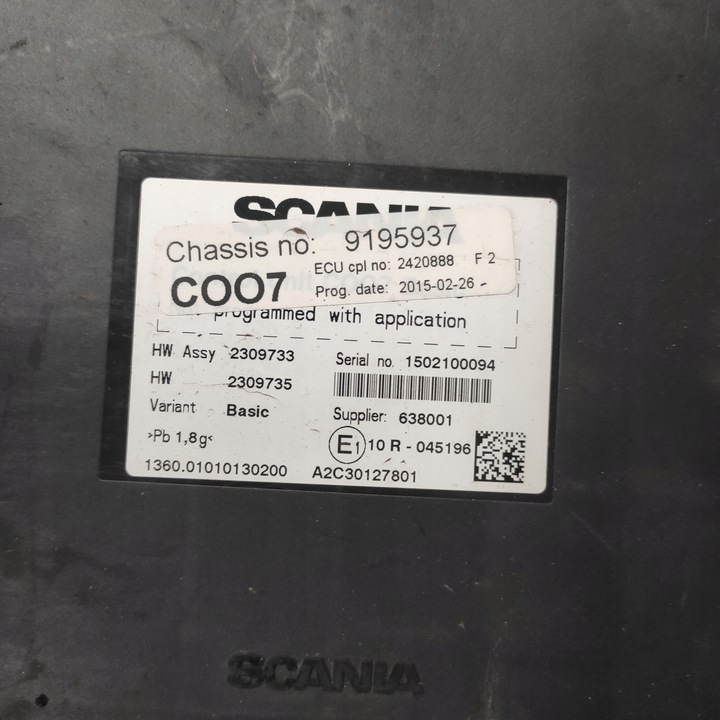 SCANIA
Chassis no: 9195937
ECU cpl no: 2420888 F 2
COO7
Prog. date: 2015-02-26 -
programmed with application
HW Assy 2309733
Serial no. 1502100094
HW 2309735
Variant Basic
Supplier: 638001
>Pb 1,8g<
E1 10 R - 045196
1360.01010130200 A2C30127801
SCANIA